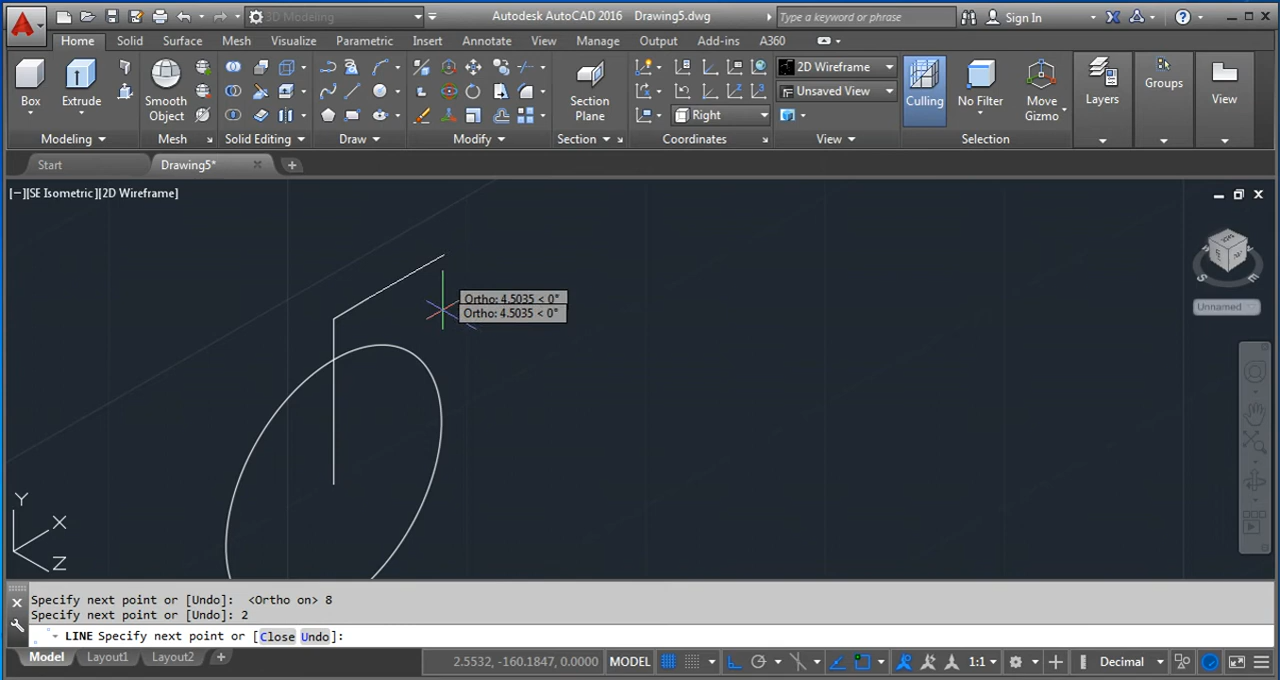 3D Modeling
Autodesk AutoCAD 2016 Drawing5.dwg
Type a keyword or phrase
Sign In
Home Solid Surface Mesh Visualize Parametric Insert Annotate View Manage Output Add-ins A360
2D Wireframe
Unsaved View
Right
Box
Extrude
Smooth
Object
Section
Plane
Culling
No Filter
Move
Gizmo
Layers
Groups
View
Modeling
Mesh
Solid Editing
Draw
Modify
Section
Coordinates
View
Selection
Start
Drawing5*
[−][SE Isometric][2D Wireframe]
Ortho: 4.5035 < 0°
Ortho: 4.5035 < 0°
S
E
Unnamed
Y
X
Z
Specify next point or [Undo]: <Ortho on> 8
Specify next point or [Undo]: 2
LINE Specify next point or [Close Undo]:
Model Layout1 Layout2 +
2.5532, -160.1847, 0.0000 MODEL 1:1 Decimal